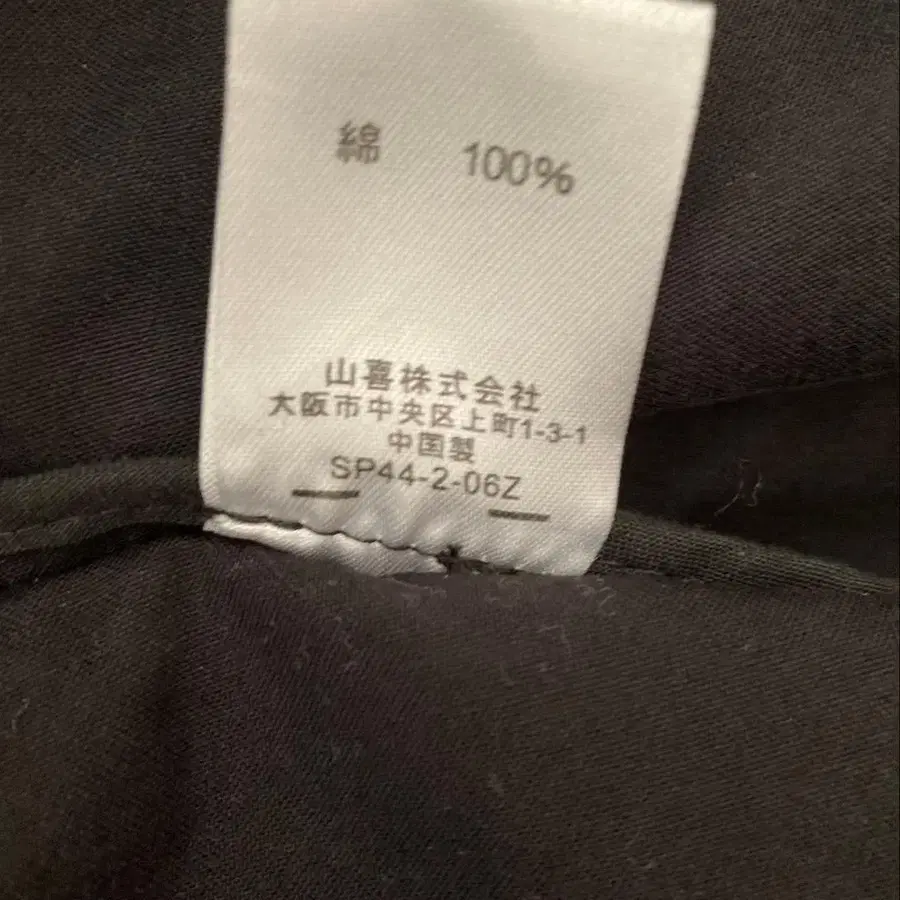 綿 100%
山喜株式会社
大阪市中央区上町1-3-1
中国製
SP44-2-06Z